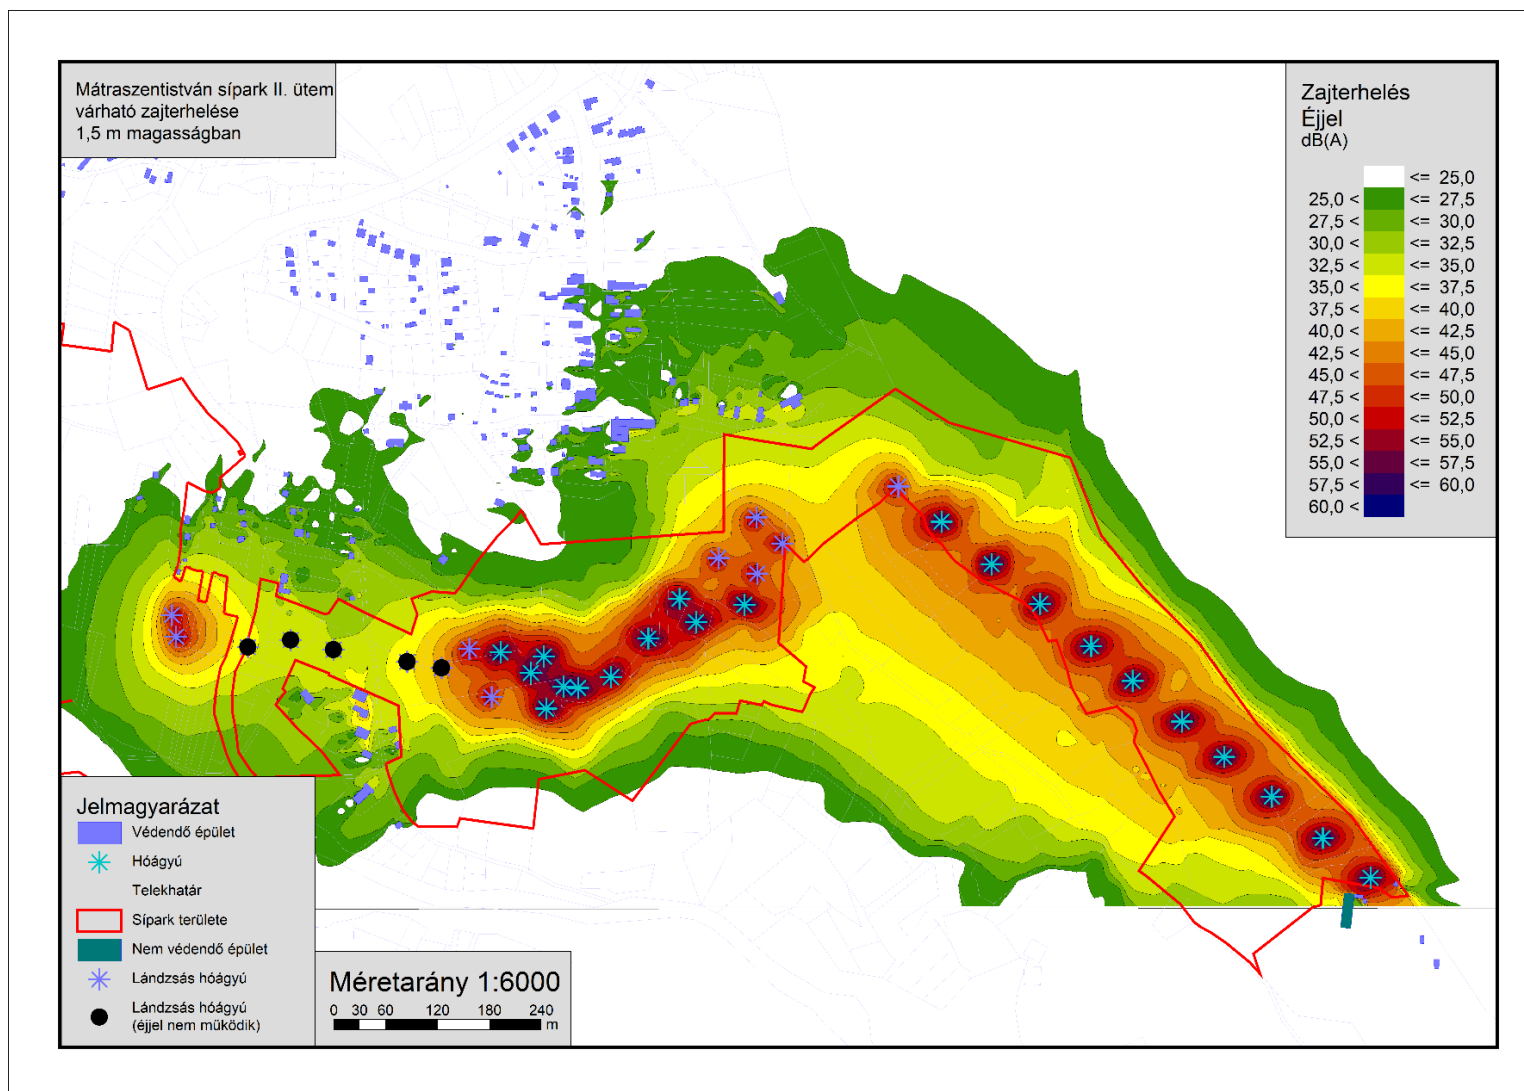 Mátraszentistván sípark II. ütem
várható zajterhelése
1,5 m magasságban
Zajterhelés
Éjjel
dB(A)
<= 25,0
25,0 < <= 27,5
27,5 < <= 30,0
30,0 < <= 32,5
32,5 < <= 35,0
35,0 < <= 37,5
37,5 < <= 40,0
40,0 < <= 42,5
42,5 < <= 45,0
45,0 < <= 47,5
47,5 < <= 50,0
50,0 < <= 52,5
52,5 < <= 55,0
55,0 < <= 57,5
57,5 < <= 60,0
60,0 <
Jelmagyarázat
Védendő épület
Hóágyú
Telekhatár
Sípark területe
Nem védendő épület
Lándzsás hóágyú
Lándzsás hóágyú
(éjjel nem működik)
Méretarány 1:6000
0 30 60 120 180 240
m